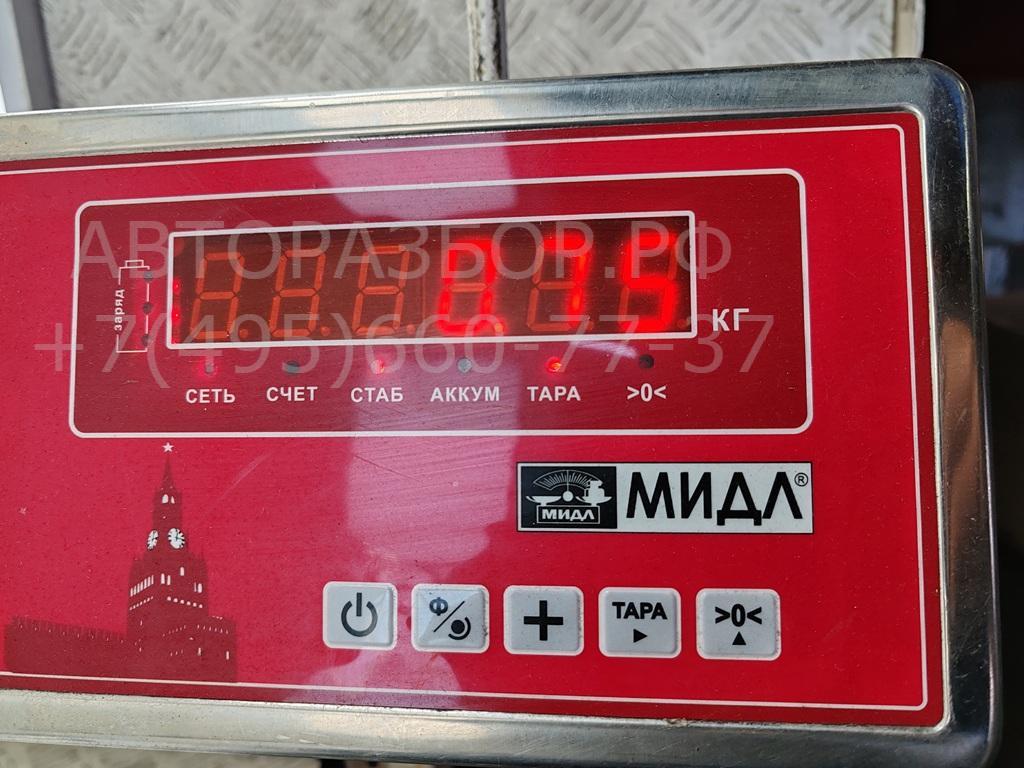 АВТОРАЗБОР.РФ
+7(495)660-77-37
заряд
0.75
КГ
СЕТЬ СЧЕТ СТАБ АККУМ ТАРА >0<
МИДЛ МИДЛ®
Ф/ + ТАРА >0<